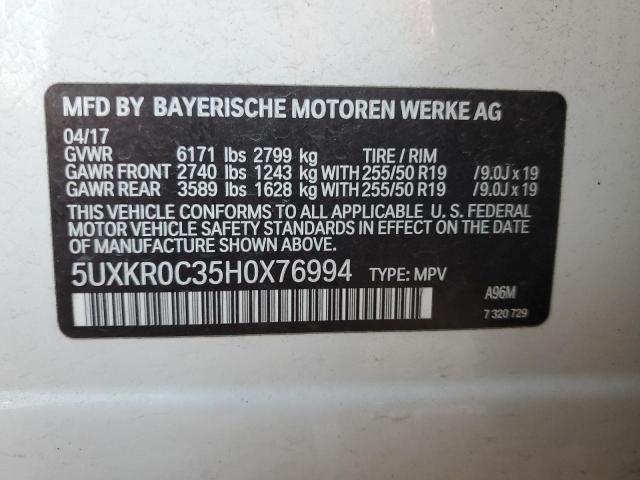 MFD BY BAYERISCHE MOTOREN WERKE AG
04/17
GVWR 6171 lbs 2799 kg TIRE / RIM
GAWR FRONT 2740 lbs 1243 kg WITH 255/50 R19 /9.0J x 19
GAWR REAR 3589 lbs 1628 kg WITH 255/50 R19 /9.0J x 19
THIS VEHICLE CONFORMS TO ALL APPLICABLE U. S. FEDERAL
MOTOR VEHICLE SAFETY STANDARDS IN EFFECT ON THE DATE
OF MANUFACTURE SHOWN ABOVE.
5UXKR0C35H0X76994 TYPE: MPV
A96M
7 320 729